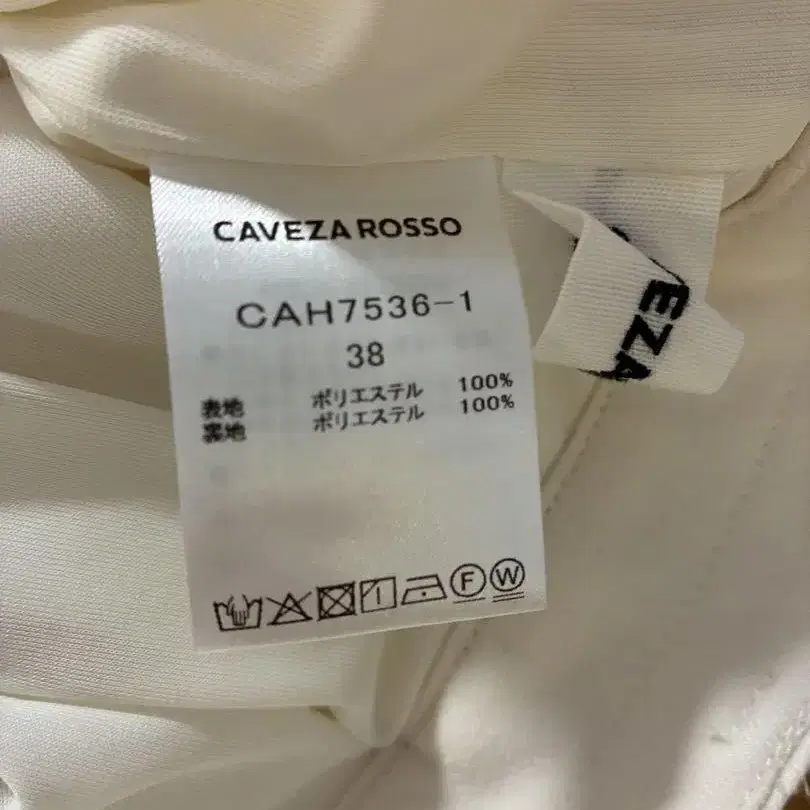 CAVEZA ROSSO
CAH7536-1
38
表地 ポリエステル 100%
裏地 ポリエステル 100%
F W
EZA